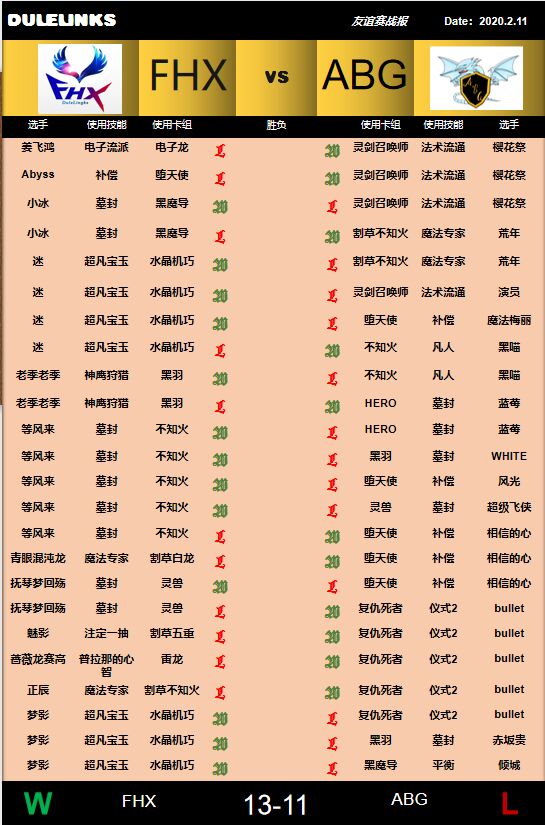 DULELINKS 友谊赛战报 Date：2020.2.11
FHX DuleLinghs FHX VS ABG ABG
选手 使用技能 使用卡组 胜负 使用卡组 使用技能 选手
姜飞鸿 电子流派 电子龙 L W 灵剑召唤师 法术流通 樱花祭
Abyss 补偿 堕天使 L W 灵剑召唤师 法术流通 樱花祭
小冰 墓封 黑魔导 W L 灵剑召唤师 法术流通 樱花祭
小冰 墓封 黑魔导 L W 割草不知火 魔法专家 荒年
迷 超凡宝玉 水晶机巧 W L 割草不知火 魔法专家 荒年
迷 超凡宝玉 水晶机巧 W L 灵剑召唤师 法术流通 演员
迷 超凡宝玉 水晶机巧 W L 堕天使 补偿 魔法梅丽
迷 超凡宝玉 水晶机巧 L W 不知火 凡人 黑喵
老季老季 神鹰狩猎 黑羽 W L 不知火 凡人 黑喵
老季老季 神鹰狩猎 黑羽 L W HERO 墓封 蓝莓
等风来 墓封 不知火 W L HERO 墓封 蓝莓
等风来 墓封 不知火 W L 黑羽 墓封 WHITE
等风来 墓封 不知火 W L 堕天使 补偿 风光
等风来 墓封 不知火 W L 灵兽 墓封 超级飞侠
等风来 墓封 不知火 L W 堕天使 补偿 相信的心
青眼混沌龙 魔法专家 割草白龙 L W 堕天使 补偿 相信的心
抚琴梦回殇 墓封 灵兽 W L 堕天使 补偿 相信的心
抚琴梦回殇 墓封 灵兽 L W 复仇死者 仪式2 bullet
魅影 注定一抽 割草五重 L W 复仇死者 仪式2 bullet
蔷薇龙赛高 普拉那的心智 雷龙 L W 复仇死者 仪式2 bullet
正辰 魔法专家 割草不知火 L W 复仇死者 仪式2 bullet
梦影 超凡宝玉 水晶机巧 W L 复仇死者 仪式2 bullet
梦影 超凡宝玉 水晶机巧 W L 黑羽 墓封 赤坂贵
梦影 超凡宝玉 水晶机巧 W L 黑魔导 平衡 倾城
W FHX 13-11 ABG L